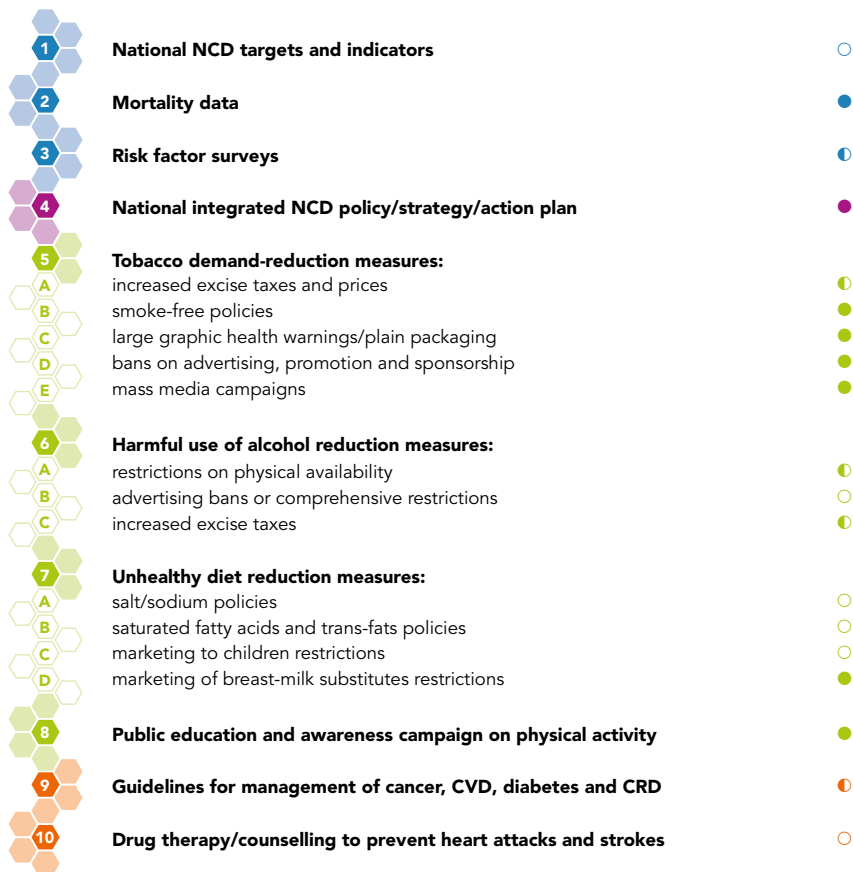 1 National NCD targets and indicators
2 Mortality data
3 Risk factor surveys
4 National integrated NCD policy/strategy/action plan
5 Tobacco demand-reduction measures:
A increased excise taxes and prices
B smoke-free policies
C large graphic health warnings/plain packaging
D bans on advertising, promotion and sponsorship
E mass media campaigns
6 Harmful use of alcohol reduction measures:
A restrictions on physical availability
B advertising bans or comprehensive restrictions
C increased excise taxes
7 Unhealthy diet reduction measures:
A salt/sodium policies
B saturated fatty acids and trans-fats policies
C marketing to children restrictions
D marketing of breast-milk substitutes restrictions
8 Public education and awareness campaign on physical activity
9 Guidelines for management of cancer, CVD, diabetes and CRD
10 Drug therapy/counselling to prevent heart attacks and strokes